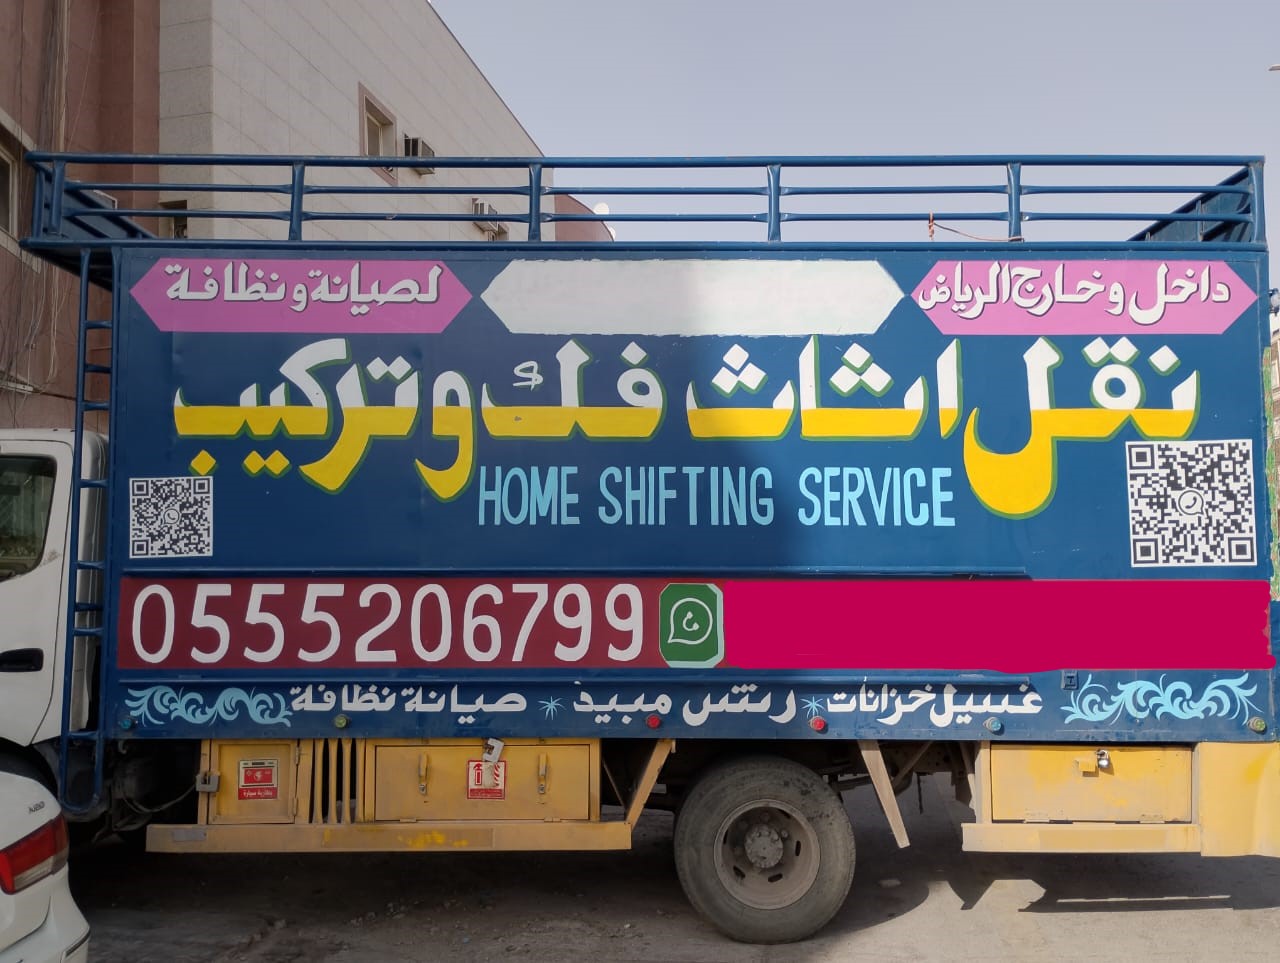 داخل وخارج الرياض
لصيانة ونظافة
نقل اثاث فك وتركيب
HOME SHIFTING SERVICE
0555206799
غسيل خزانات رش مبيد صيانة نظافة